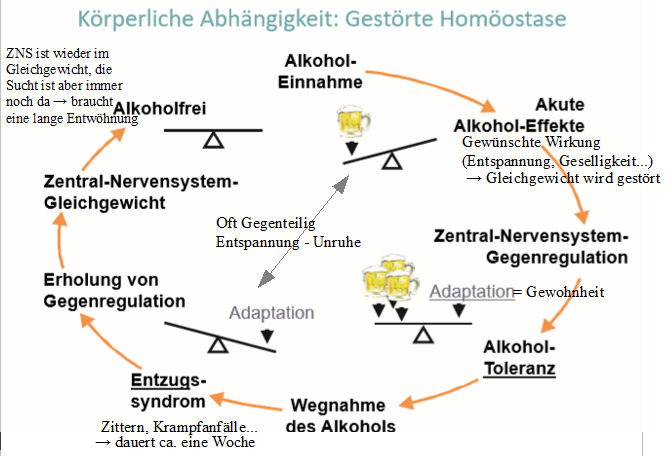 Körperliche Abhängigkeit: Gestörte Homöostase
ZNS ist wieder im
Gleichgewicht, die
Sucht ist aber immer
noch da → braucht
eine lange Entwöhnung
Alkoholfrei
Alkohol-
Einnahme
Akute
Alkohol-Effekte
Gewünschte Wirkung
(Entspannung, Geselligkeit...)
→ Gleichgewicht wird gestört
Zentral-Nervensystem-
Gleichgewicht
Oft Gegenteilig
Entspannung - Unruhe
Zentral-Nervensystem-
Gegenregulation
Erholung von
Gegenregulation
Adaptation
Adaptation = Gewohnheit
Alkohol-
Toleranz
Entzugs-
syndrom
Wegnahme
des Alkohols
Zittern, Krampfanfälle...
→ dauert ca. eine Woche